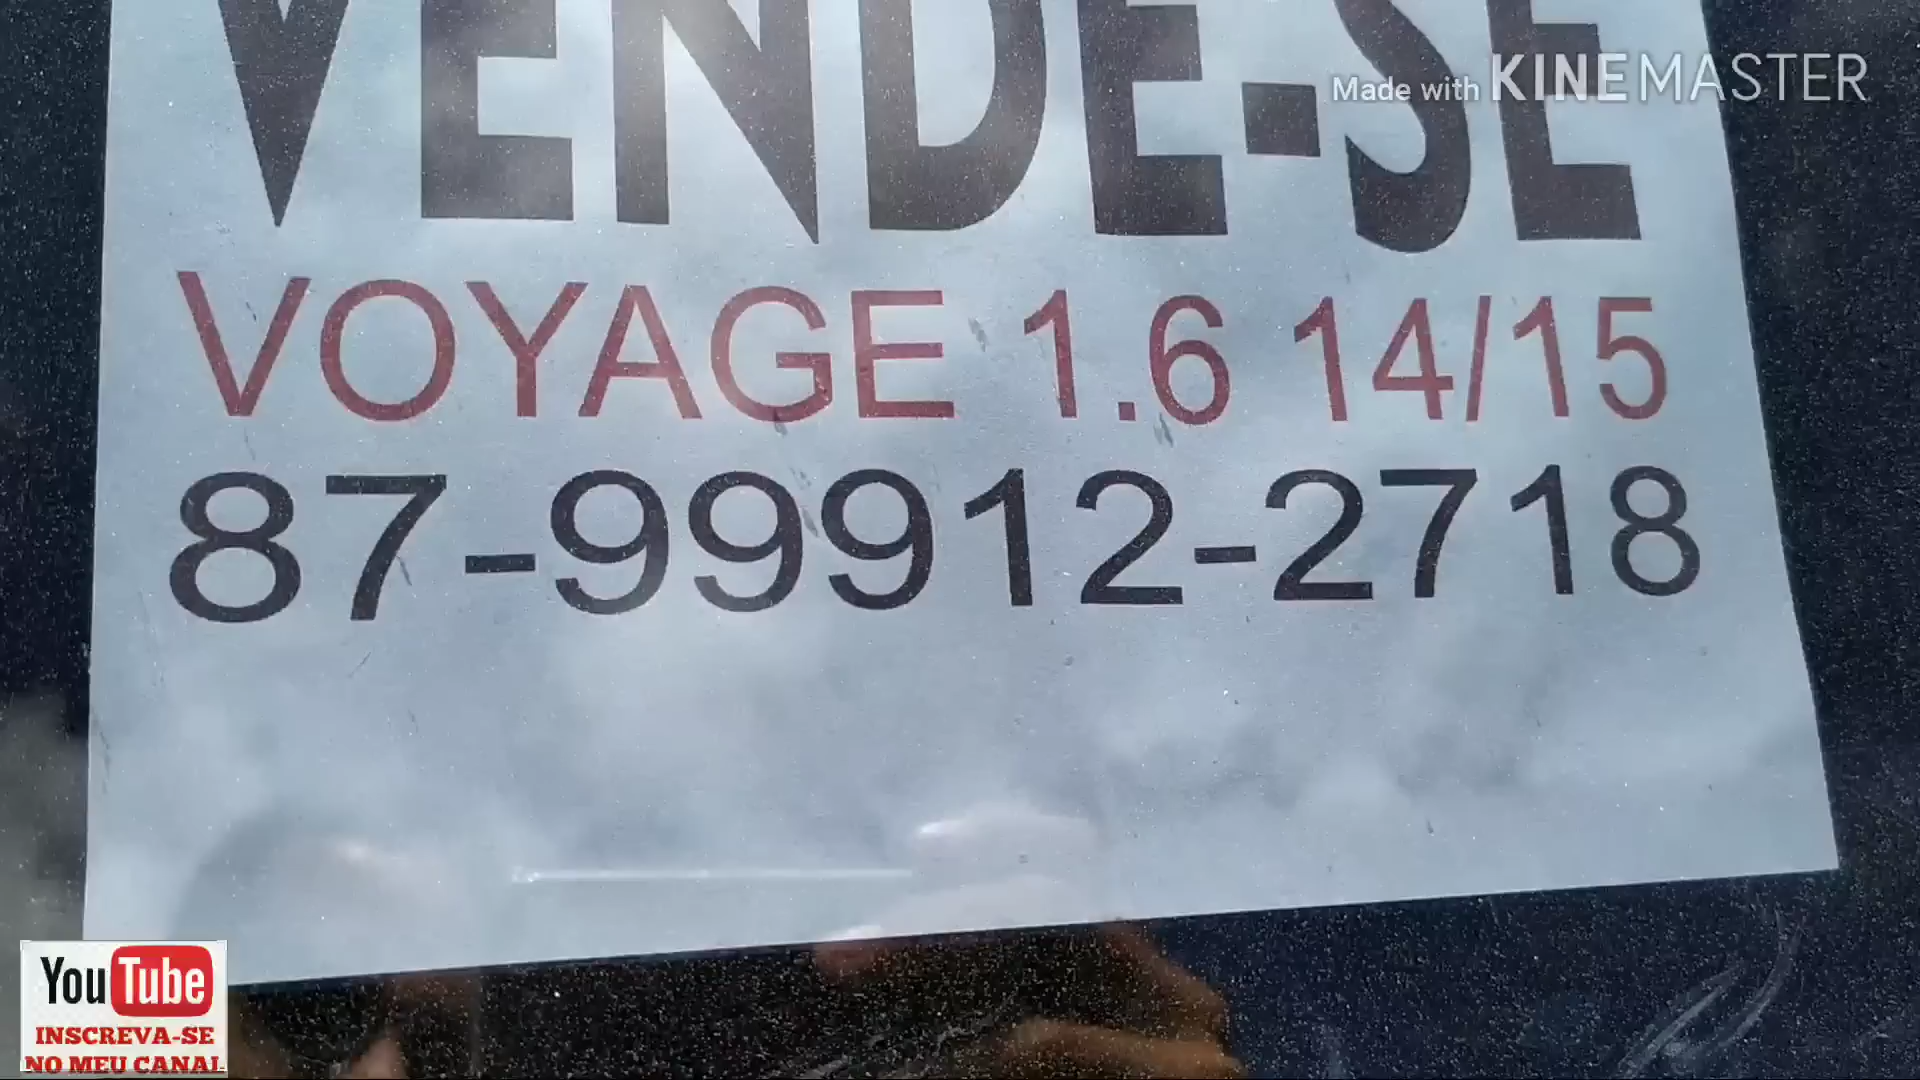 VENDE-SE
Made with KINEMASTER
VOYAGE 1.6 14/15
87-99912-2718
YouTube
INSCREVA-SE
NO MEU CANAL